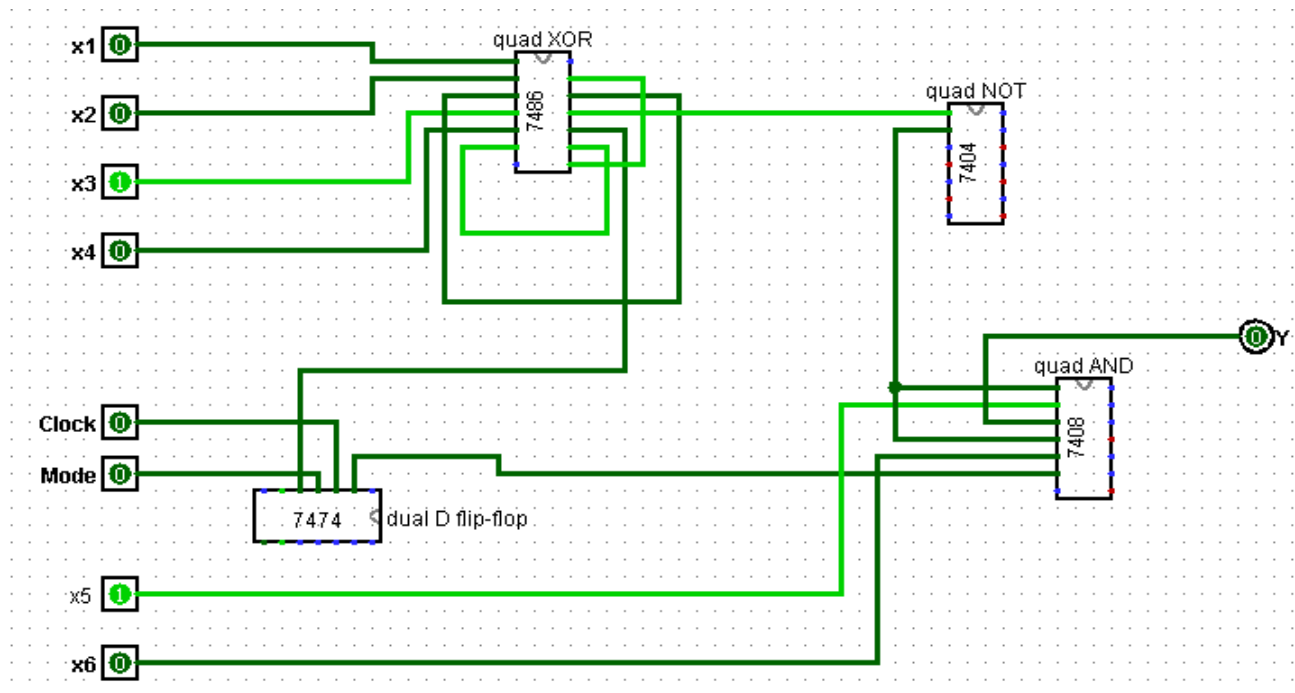 quad XOR
x1 0
7486
quad NOT
x2 0
7404
x3 1
x4 0
0 Y
quad AND
7408
Clock 0
Mode 0
7474 dual D flip-flop
x5 1
x6 0